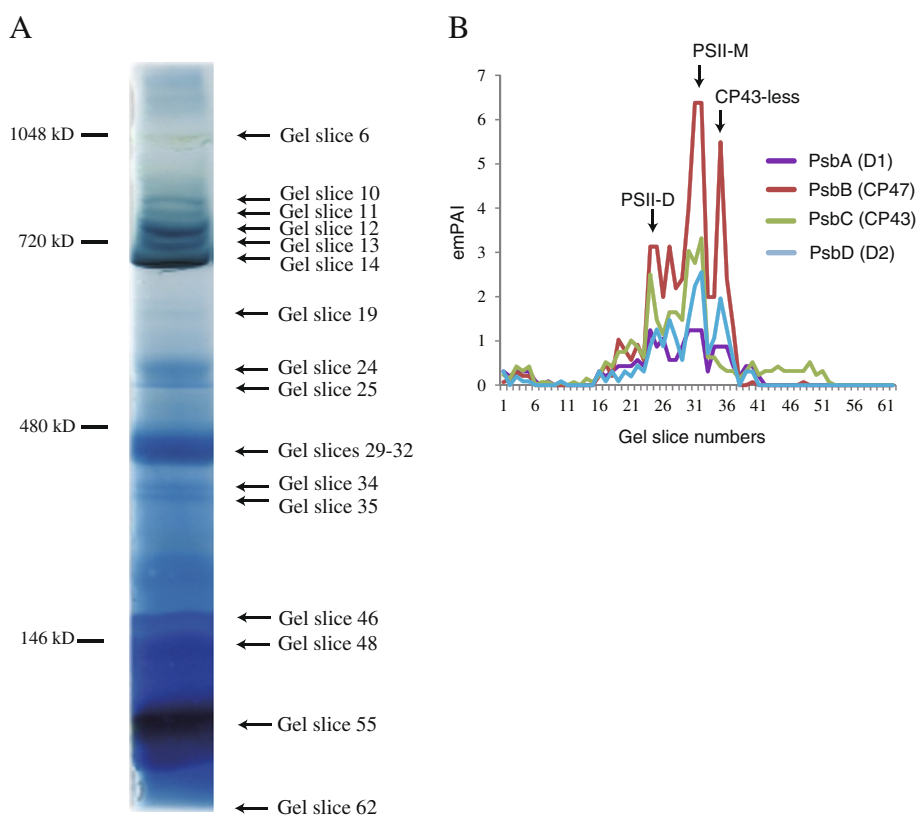 A
1048 kD
720 kD
480 kD
146 kD
Gel slice 6
Gel slice 10
Gel slice 11
Gel slice 12
Gel slice 13
Gel slice 14
Gel slice 19
Gel slice 24
Gel slice 25
Gel slices 29-32
Gel slice 34
Gel slice 35
Gel slice 46
Gel slice 48
Gel slice 55
Gel slice 62
B
PSII-M
CP43-less
PSII-D
7
6
5
4
3
2
1
0
emPAI
1 6 11 16 21 26 31 36 41 46 51 56 61
Gel slice numbers
PsbA (D1)
PsbB (CP47)
PsbC (CP43)
PsbD (D2)